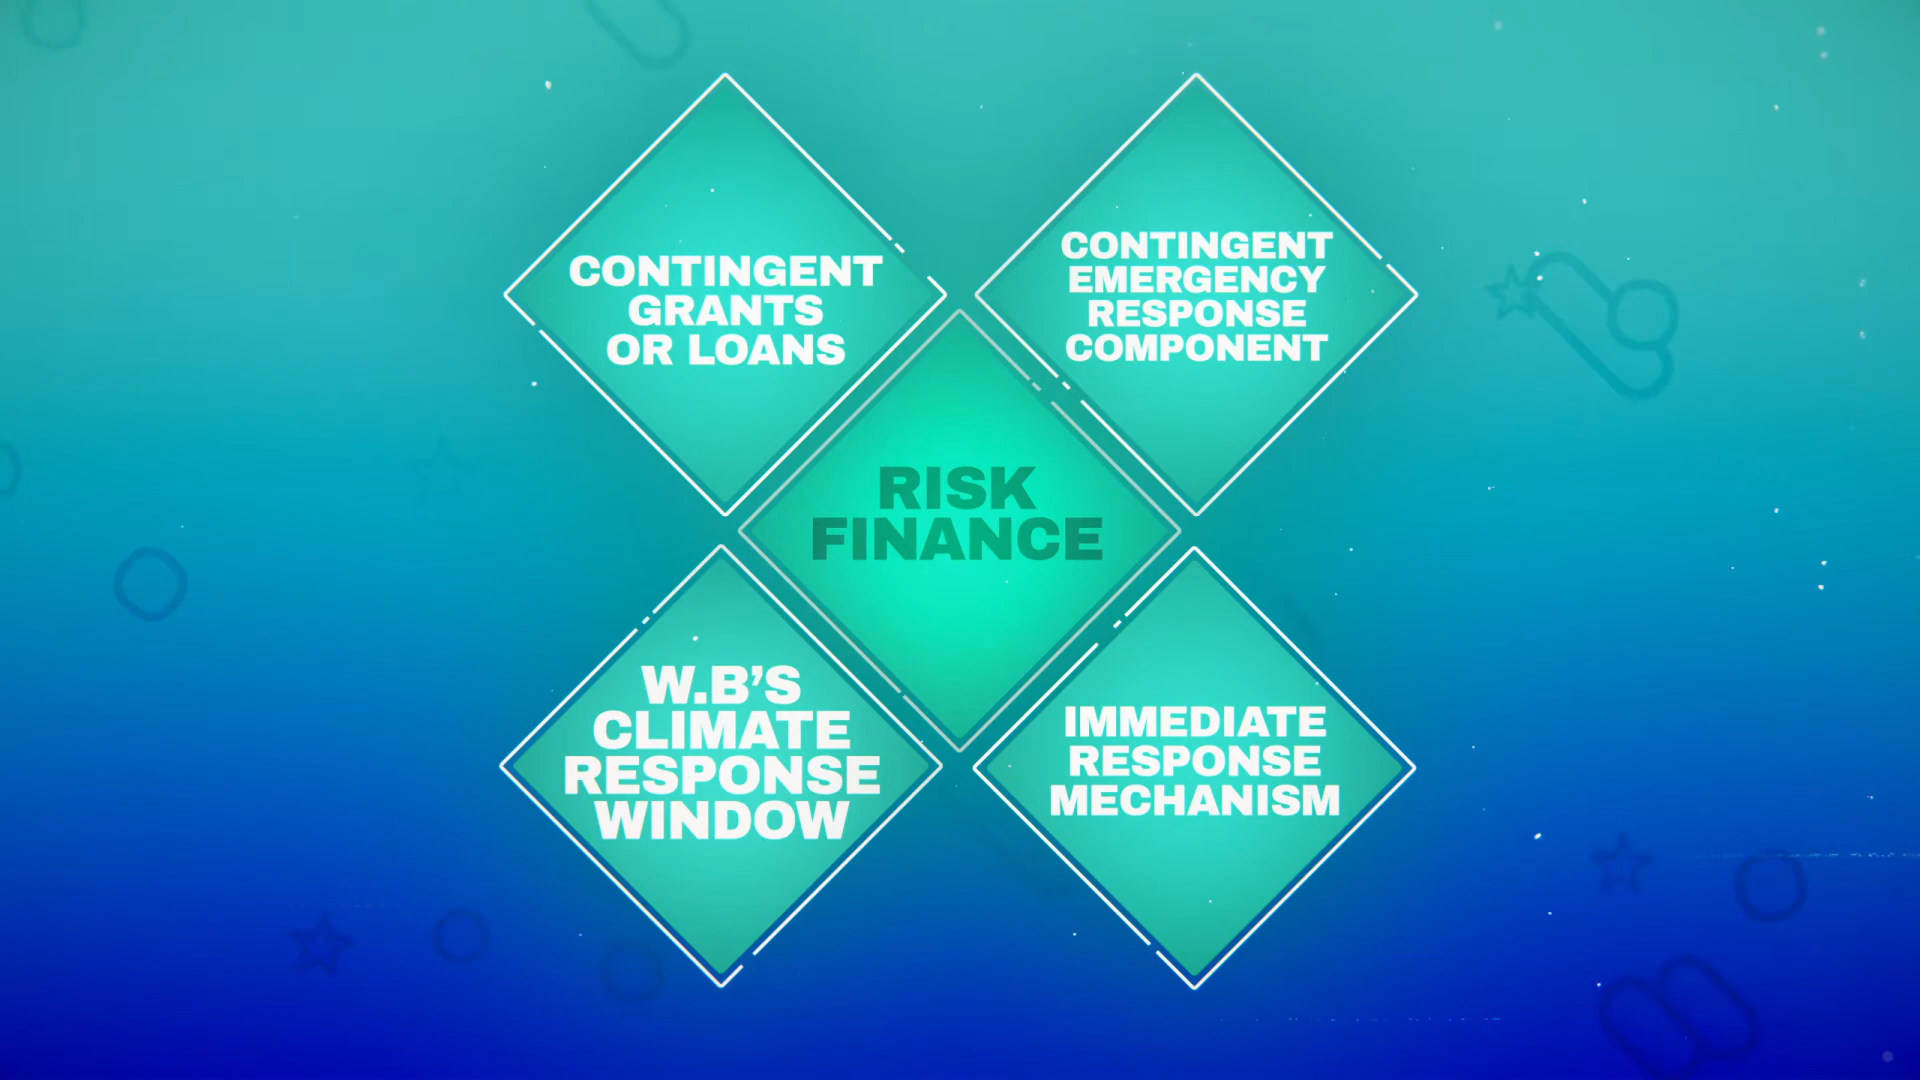 CONTINGENT
GRANTS
OR LOANS
CONTINGENT
EMERGENCY
RESPONSE
COMPONENT
RISK
FINANCE
W.B’S
CLIMATE
RESPONSE
WINDOW
IMMEDIATE
RESPONSE
MECHANISM